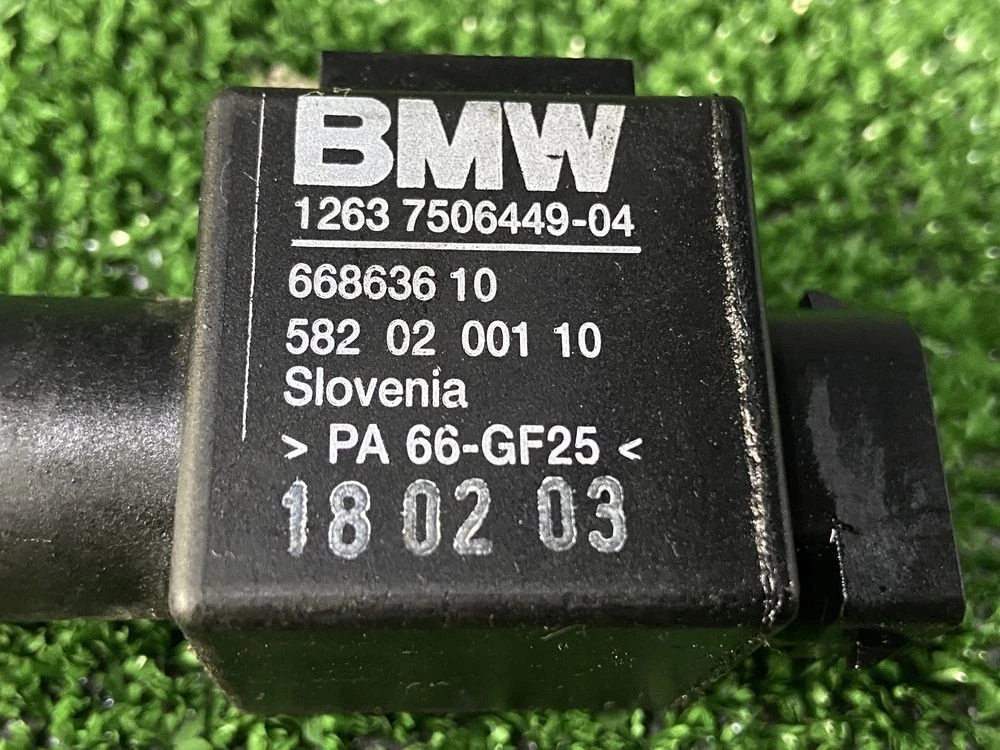 BMW
1263 7506449-04
668636 10
582 02 001 10
Slovenia
> PA 66-GF25 <
18 02 03